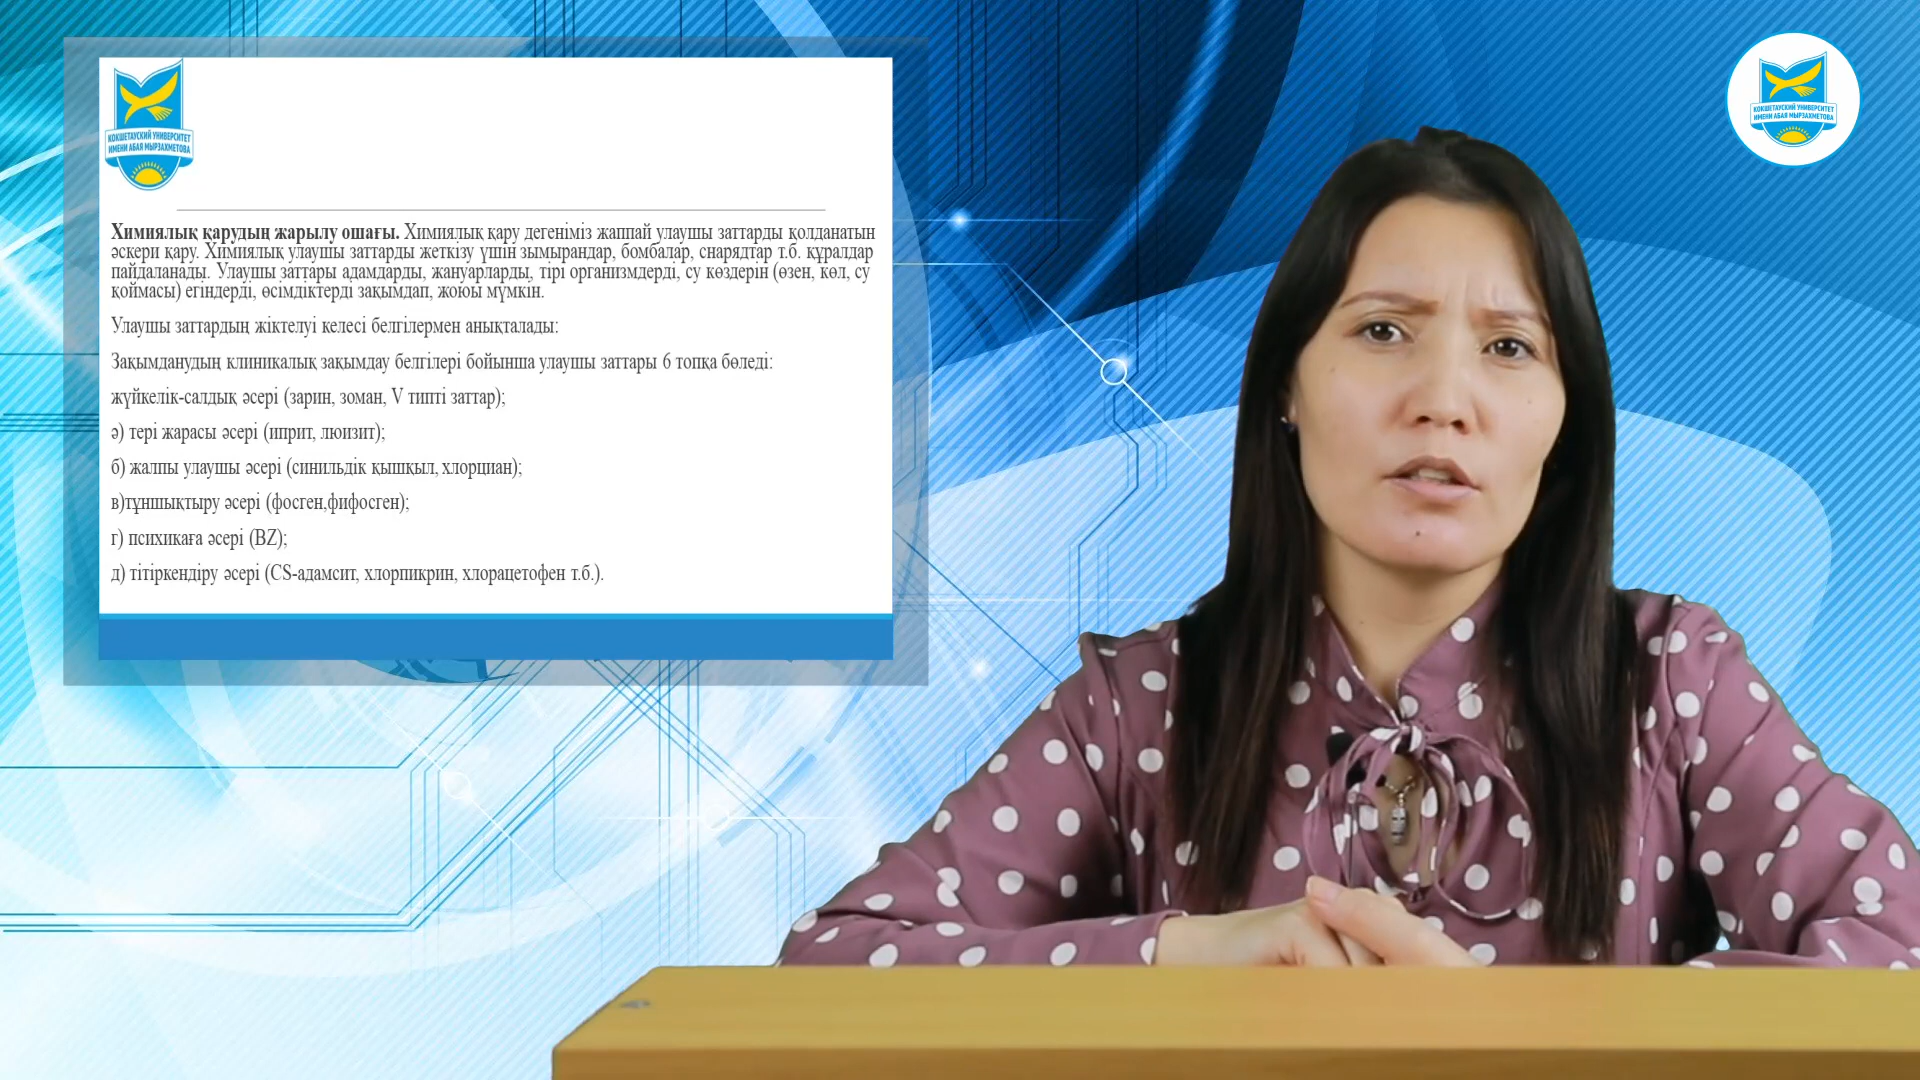 КОКШЕТАУСКИЙ УНИВЕРСИТЕТ
ИМЕНИ АБАЯ МЫРЗАХМЕТОВА
Химиялық қарудың жарылу ошағы. Химиялық қару дегеніміз жаппай улаушы заттарды қолданатын
әскери қару. Химиялық улаушы заттарды жеткізу үшін зымырандар, бомбалар, снарядтар т.б. құралдар
пайдаланады. Улаушы заттары адамдарды, жануарларды, тірі организмдерді, су көздерін (өзен, көл, су
қоймасы) егіндерді, өсімдіктерді зақымдап, жоюы мүмкін.
Улаушы заттардың жіктелуі келесі белгілермен анықталады:
Зақымданудың клиникалық зақымдау белгілері бойынша улаушы заттары 6 топқа бөледі:
жүйкелік-салдық әсері (зарин, зоман, V типті заттар);
ә) тері жарасы әсері (иприт, люизит);
б) жалпы улаушы әсері (синильдік қышқыл, хлорциан);
в)тұншықтыру әсері (фосген,фифосген);
г) психикаға әсері (BZ);
д) тітіркендіру әсері (CS-адамсит, хлорпикрин, хлорацетофен т.б.).
КОКШЕТАУСКИЙ УНИВЕРСИТЕТ
ИМЕНИ АБАЯ МЫРЗАХМЕТОВА